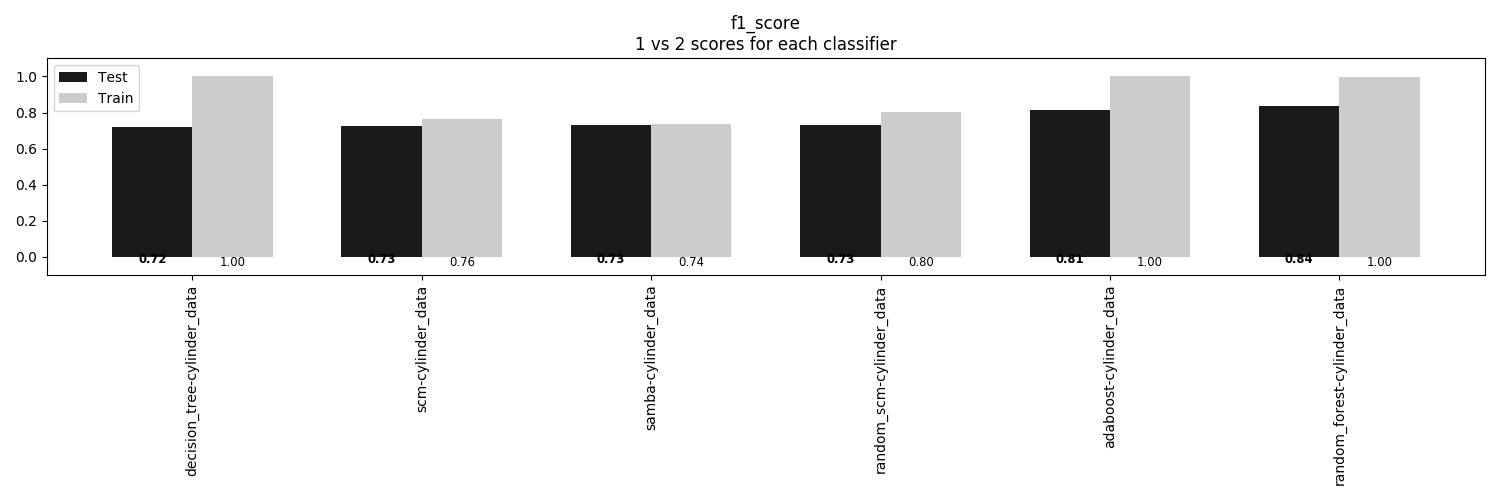 f1_score
1 vs 2 scores for each classifier
Test
Train
1.0
0.8
0.6
0.4
0.2
0.0
0.72 1.00 0.73 0.76 0.73 0.74 0.73 0.80 0.81 1.00 0.84 1.00
decision_tree-cylinder_data
scm-cylinder_data
samba-cylinder_data
random_scm-cylinder_data
adaboost-cylinder_data
random_forest-cylinder_data